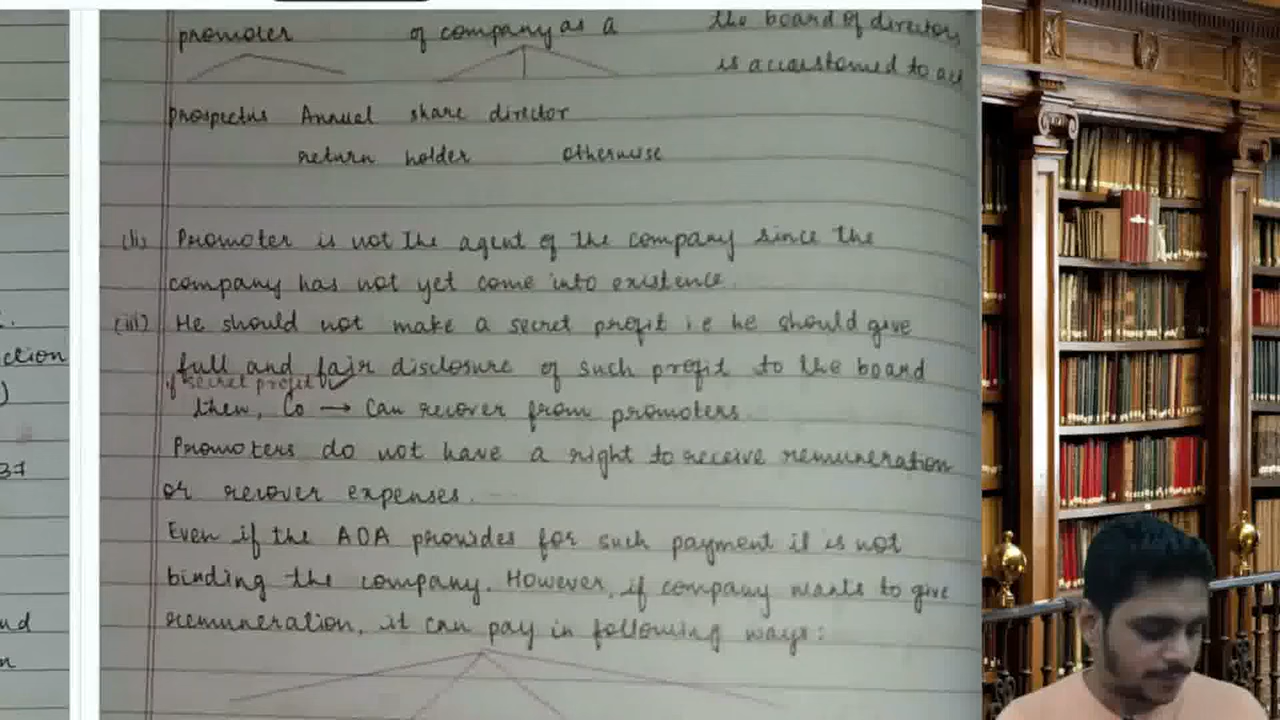 promoter of company as a the board of director,
is accustomed to act
prospectus Annual share director
return holder otherwise
(ii) Promoter is not the agent of the company since the
company has not yet come into existence.
(iii) He should not make a secret profit i.e he should give
full and fair disclosure of such profit to the board
if secret profit
then, Co → Can recover from promoters.
Promoters do not have a right to receive remuneration
or recover expenses.
Even if the AOA provides for such payment it is not
binding the company. However, if company wants to give
remuneration, it can pay in following ways:
ction
)
37
nd
n